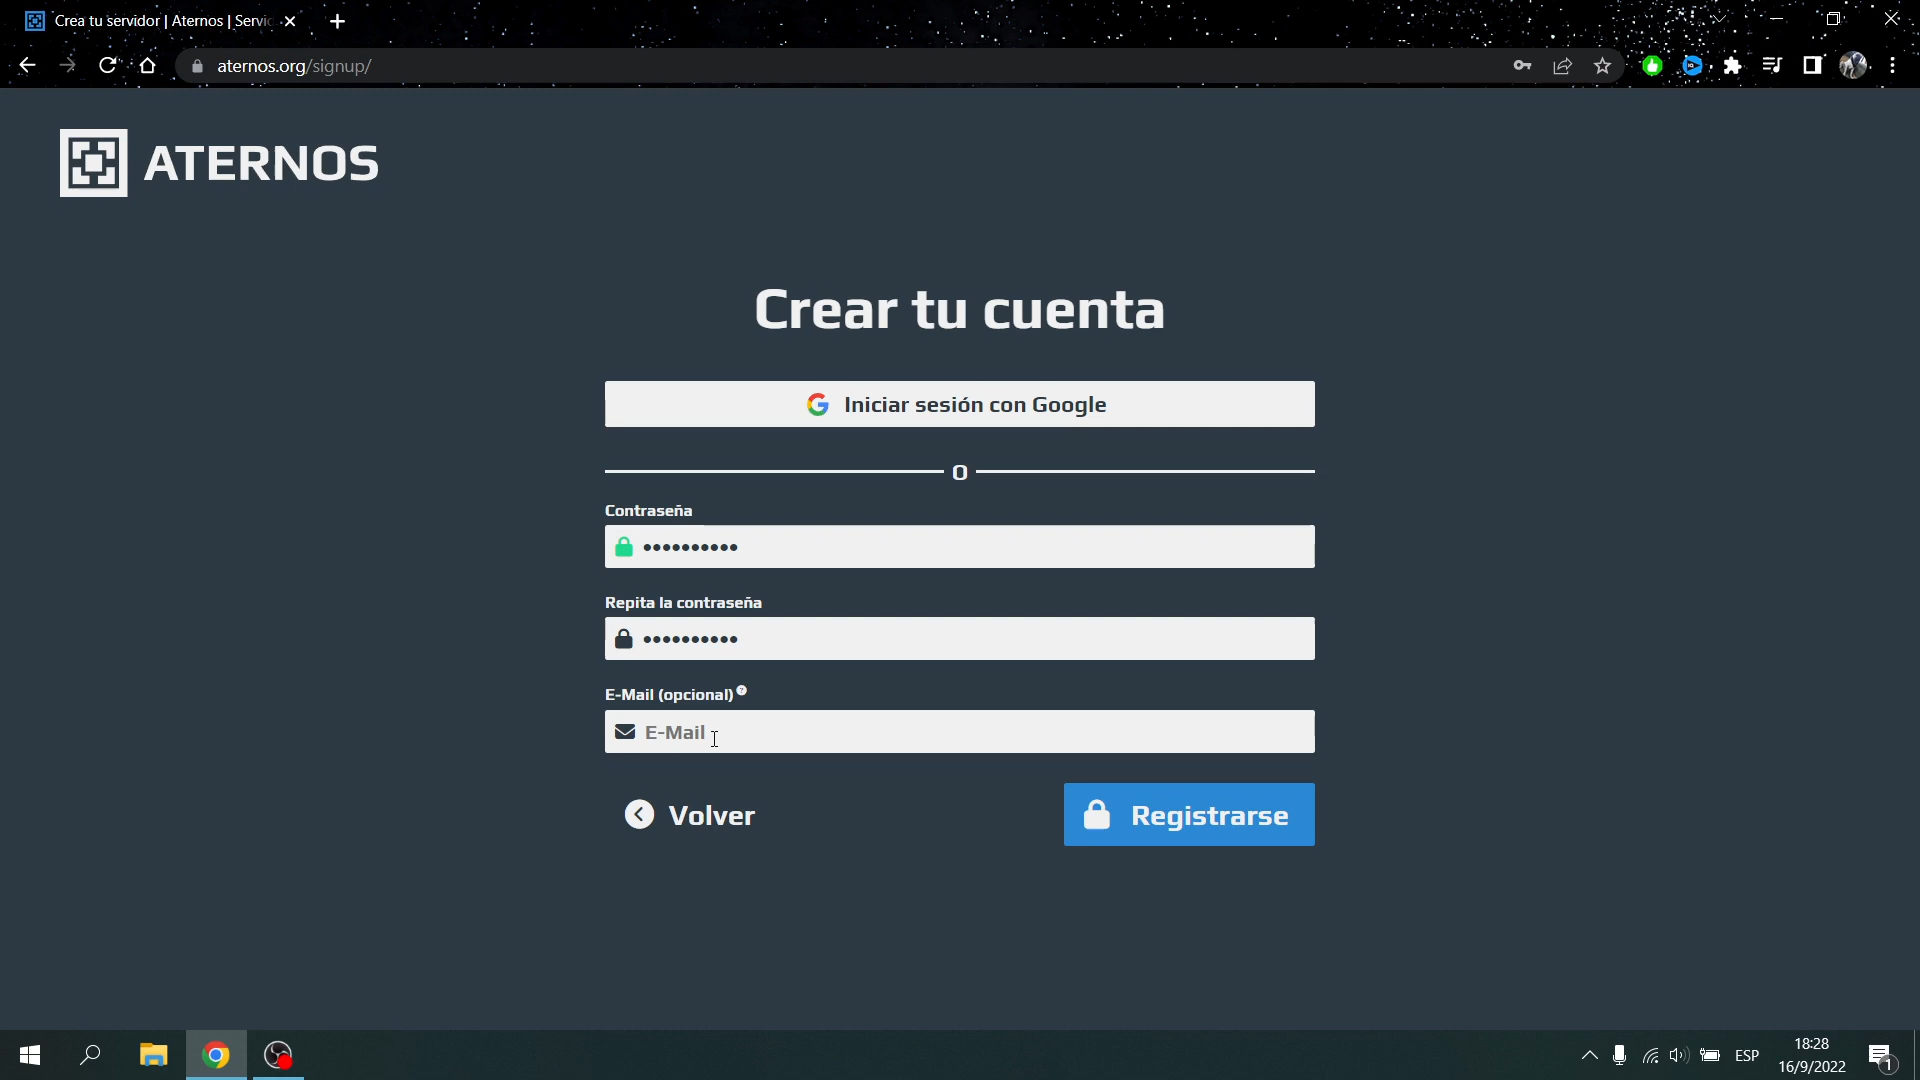 Crea tu servidor | Aternos | Servic
aternos.org/signup/
ATERNOS
Crear tu cuenta
Iniciar sesión con Google
O
Contraseña
••••••••••
Repita la contraseña
••••••••••
E-Mail (opcional)
E-Mail
Volver
Registrarse
ESP
18:28
16/9/2022
1